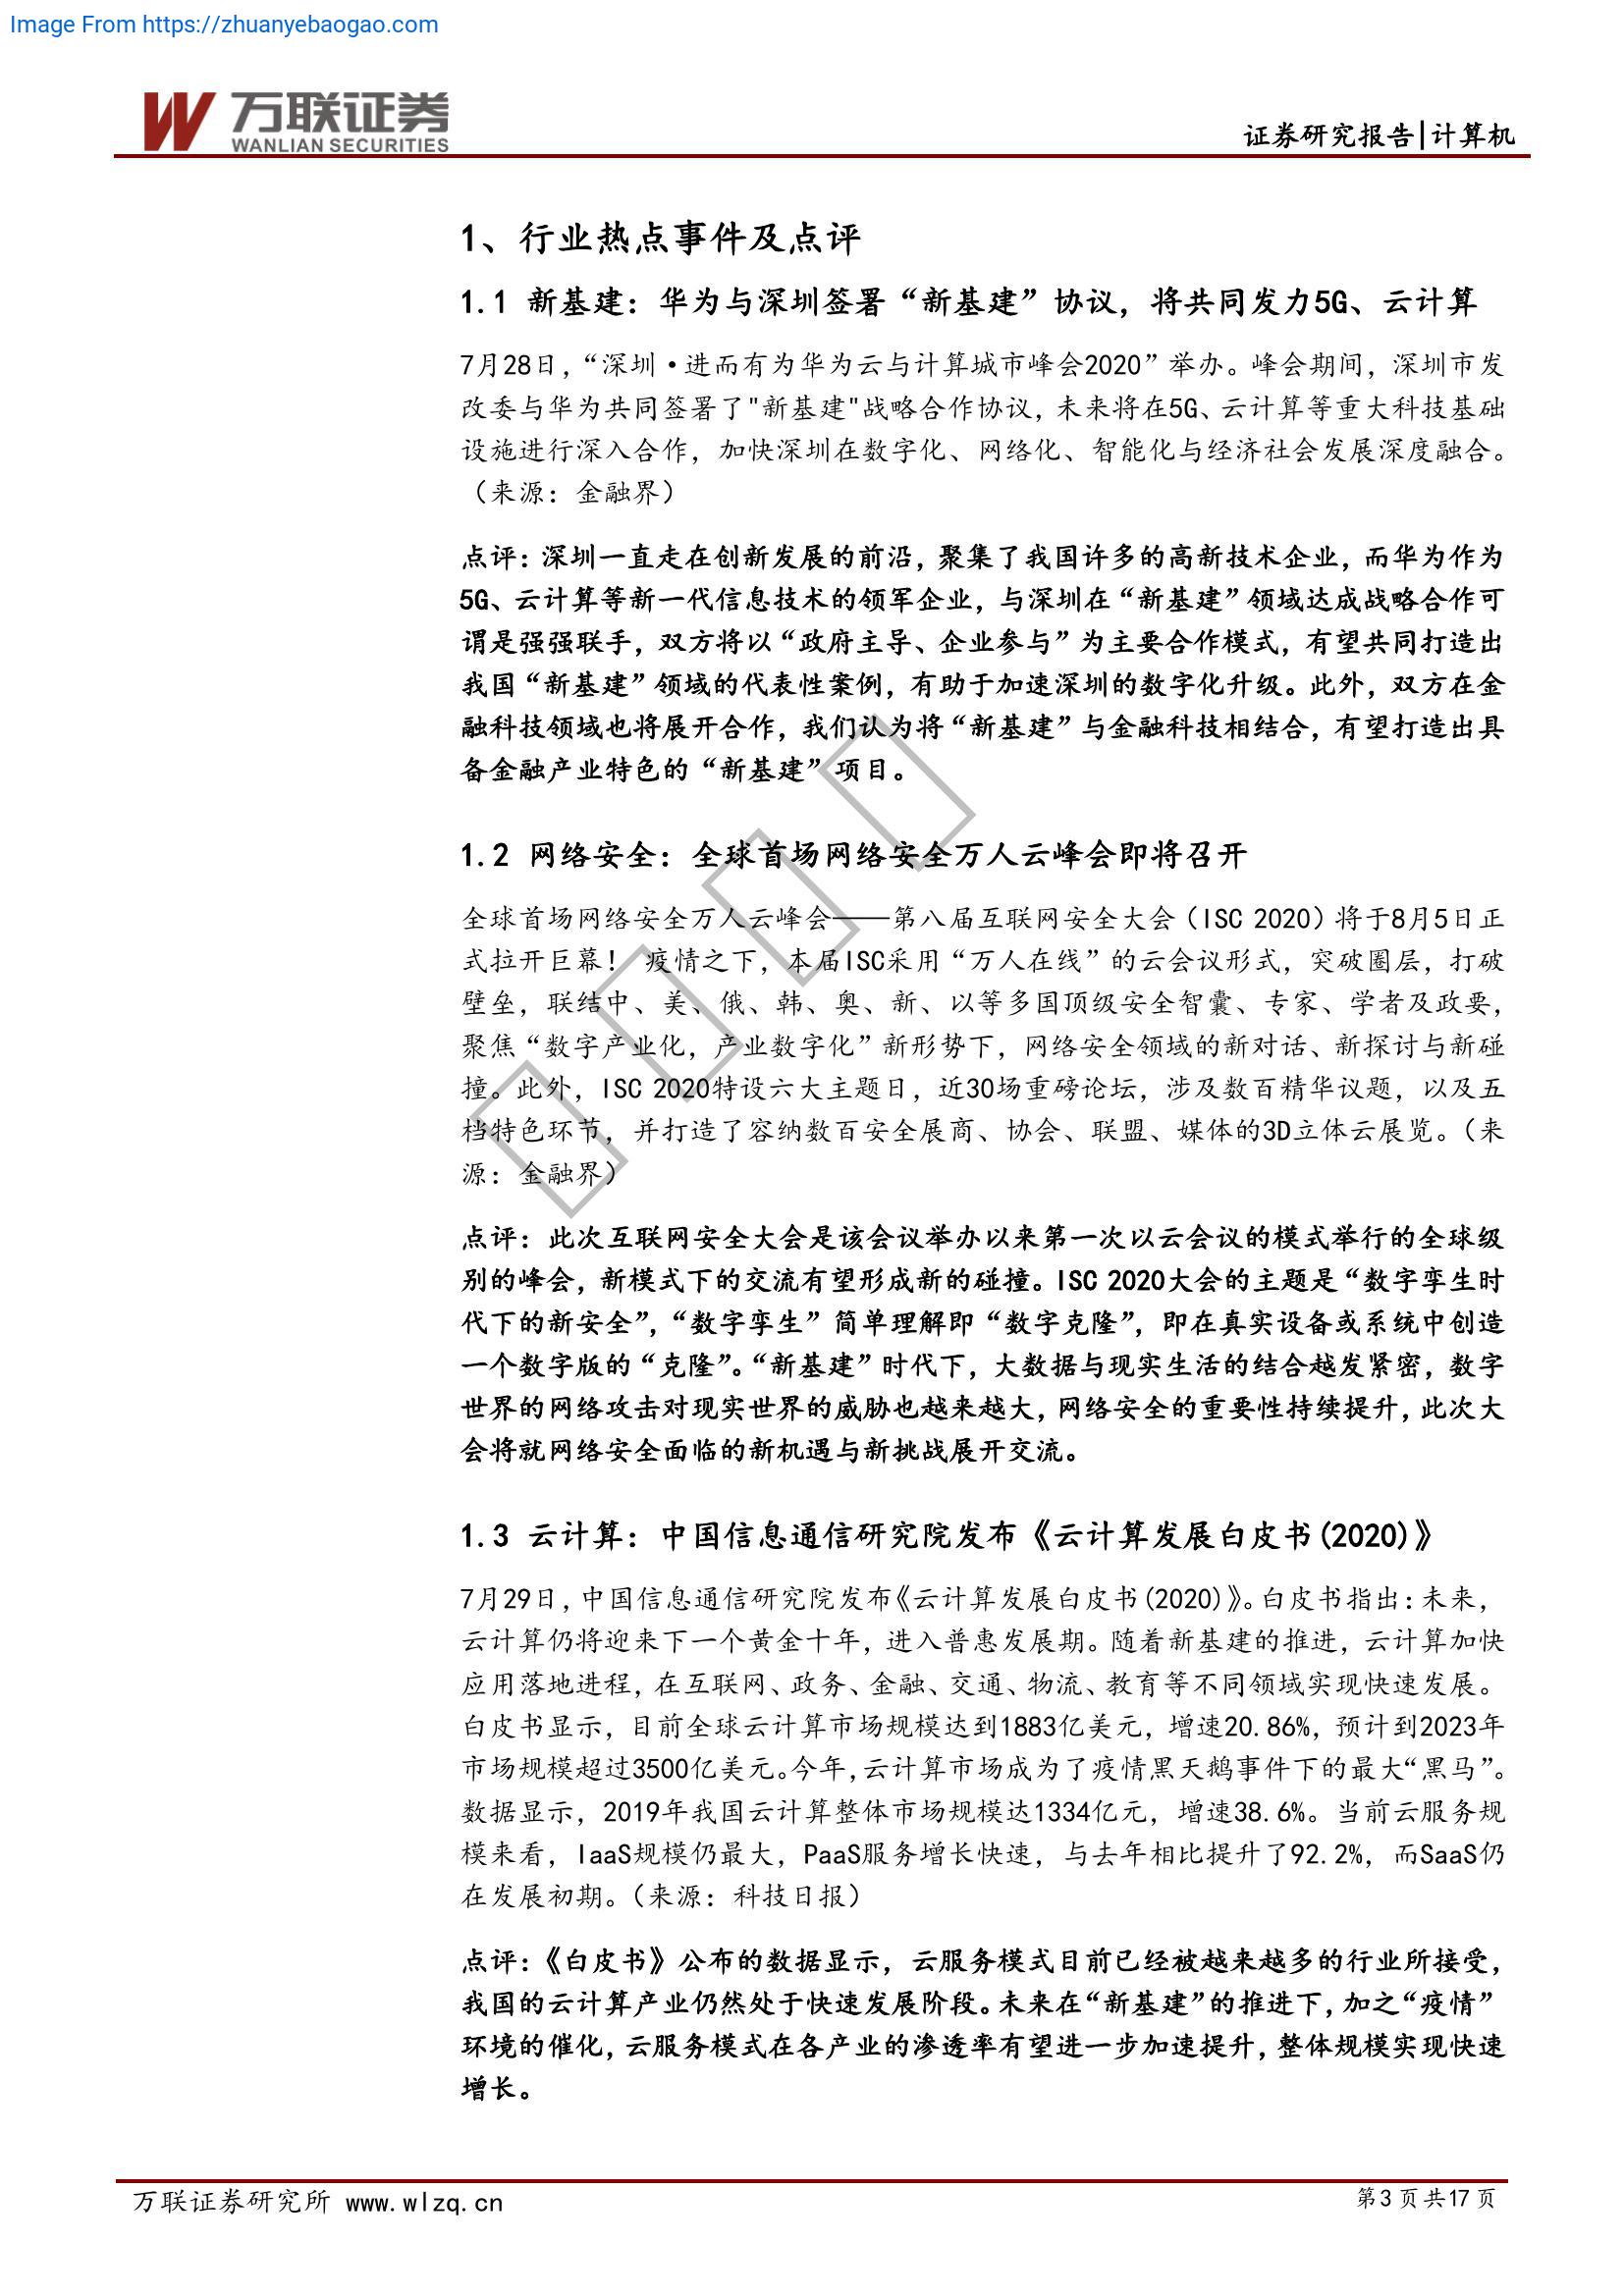 Image From https://zhuanyebaogao.com
万联证券
WANLIAN SECURITIES
证券研究报告|计算机
1、行业热点事件及点评
1.1 新基建：华为与深圳签署“新基建”协议，将共同发力5G、云计算
7月28日，“深圳·进而有为华为云与计算城市峰会2020”举办。峰会期间，深圳市发
改委与华为共同签署了"新基建"战略合作协议，未来将在5G、云计算等重大科技基础
设施进行深入合作，加快深圳在数字化、网络化、智能化与经济社会发展深度融合。
（来源：金融界）
点评：深圳一直走在创新发展的前沿，聚集了我国许多的高新技术企业，而华为作为
5G、云计算等新一代信息技术的领军企业，与深圳在“新基建”领域达成战略合作可
谓是强强联手，双方将以“政府主导、企业参与”为主要合作模式，有望共同打造出
我国“新基建”领域的代表性案例，有助于加速深圳的数字化升级。此外，双方在金
融科技领域也将展开合作，我们认为将“新基建”与金融科技相结合，有望打造出具
备金融产业特色的“新基建”项目。
1.2 网络安全：全球首场网络安全万人云峰会即将召开
全球首场网络安全万人云峰会——第八届互联网安全大会（ISC 2020）将于8月5日正
式拉开巨幕！ 疫情之下，本届ISC采用“万人在线”的云会议形式，突破圈层，打破
壁垒，联结中、美、俄、韩、奥、新、以等多国顶级安全智囊、专家、学者及政要，
聚焦“数字产业化，产业数字化”新形势下，网络安全领域的新对话、新探讨与新碰
撞。此外，ISC 2020特设六大主题日，近30场重磅论坛，涉及数百精华议题，以及五
档特色环节，并打造了容纳数百安全展商、协会、联盟、媒体的3D立体云展览。（来
源：金融界）
点评：此次互联网安全大会是该会议举办以来第一次以云会议的模式举行的全球级
别的峰会，新模式下的交流有望形成新的碰撞。ISC 2020大会的主题是“数字孪生时
代下的新安全”，“数字孪生”简单理解即“数字克隆”，即在真实设备或系统中创造
一个数字版的“克隆”。“新基建”时代下，大数据与现实生活的结合越发紧密，数字
世界的网络攻击对现实世界的威胁也越来越大，网络安全的重要性持续提升，此次大
会将就网络安全面临的新机遇与新挑战展开交流。
1.3 云计算：中国信息通信研究院发布《云计算发展白皮书(2020)》
7月29日，中国信息通信研究院发布《云计算发展白皮书(2020)》。白皮书指出：未来，
云计算仍将迎来下一个黄金十年，进入普惠发展期。随着新基建的推进，云计算加快
应用落地进程，在互联网、政务、金融、交通、物流、教育等不同领域实现快速发展。
白皮书显示，目前全球云计算市场规模达到1883亿美元，增速20.86%，预计到2023年
市场规模超过3500亿美元。今年，云计算市场成为了疫情黑天鹅事件下的最大“黑马”。
数据显示，2019年我国云计算整体市场规模达1334亿元，增速38.6%。当前云服务规
模来看，IaaS规模仍最大，PaaS服务增长快速，与去年相比提升了92.2%，而SaaS仍
在发展初期。（来源：科技日报）
点评：《白皮书》公布的数据显示，云服务模式目前已经被越来越多的行业所接受，
我国的云计算产业仍然处于快速发展阶段。未来在“新基建”的推进下，加之“疫情”
环境的催化，云服务模式在各产业的渗透率有望进一步加速提升，整体规模实现快速
增长。
万联证券研究所 www.wlzq.cn
第3页共17页